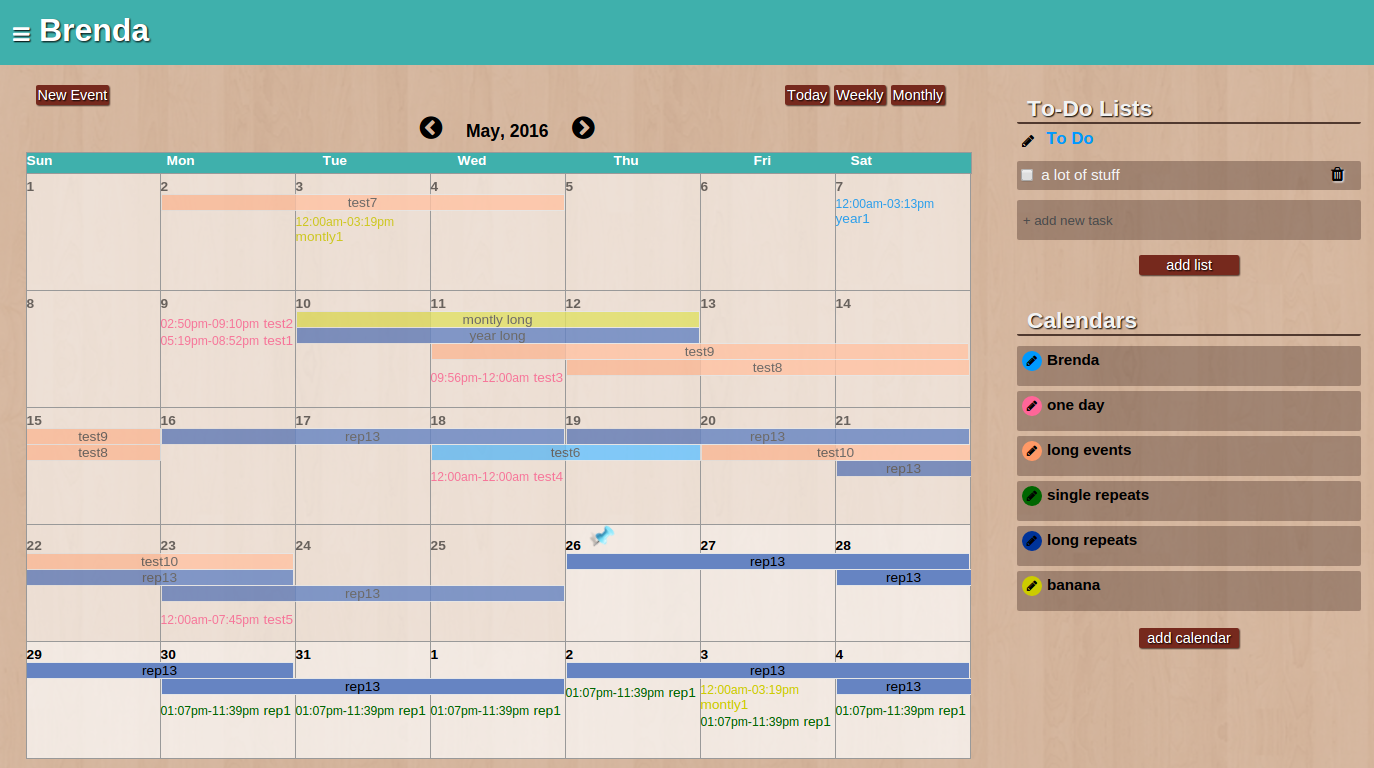 Brenda
New Event
Today Weekly Monthly
May, 2016
Sun Mon Tue Wed Thu Fri Sat
1 2 3 4 5 6 7
test7
12:00am-03:13pm
year1
12:00am-03:19pm
montly1
8 9 10 11 12 13 14
montly long
02:50pm-09:10pm test2
year long
05:19pm-08:52pm test1
test9
test8
09:56pm-12:00am test3
15 16 17 18 19 20 21
test9 rep13 rep13
test8 test6 test10
rep13
12:00am-12:00am test4
22 23 24 25 26 27 28
test10 rep13
rep13 rep13
rep13
12:00am-07:45pm test5
29 30 31 1 2 3 4
rep13 rep13
rep13 rep13
01:07pm-11:39pm rep1
12:00am-03:19pm
montly1
01:07pm-11:39pm rep1 01:07pm-11:39pm rep1 01:07pm-11:39pm rep1 01:07pm-11:39pm rep1
01:07pm-11:39pm rep1
To-Do Lists
To Do
a lot of stuff
+ add new task
add list
Calendars
Brenda
one day
long events
single repeats
long repeats
banana
add calendar